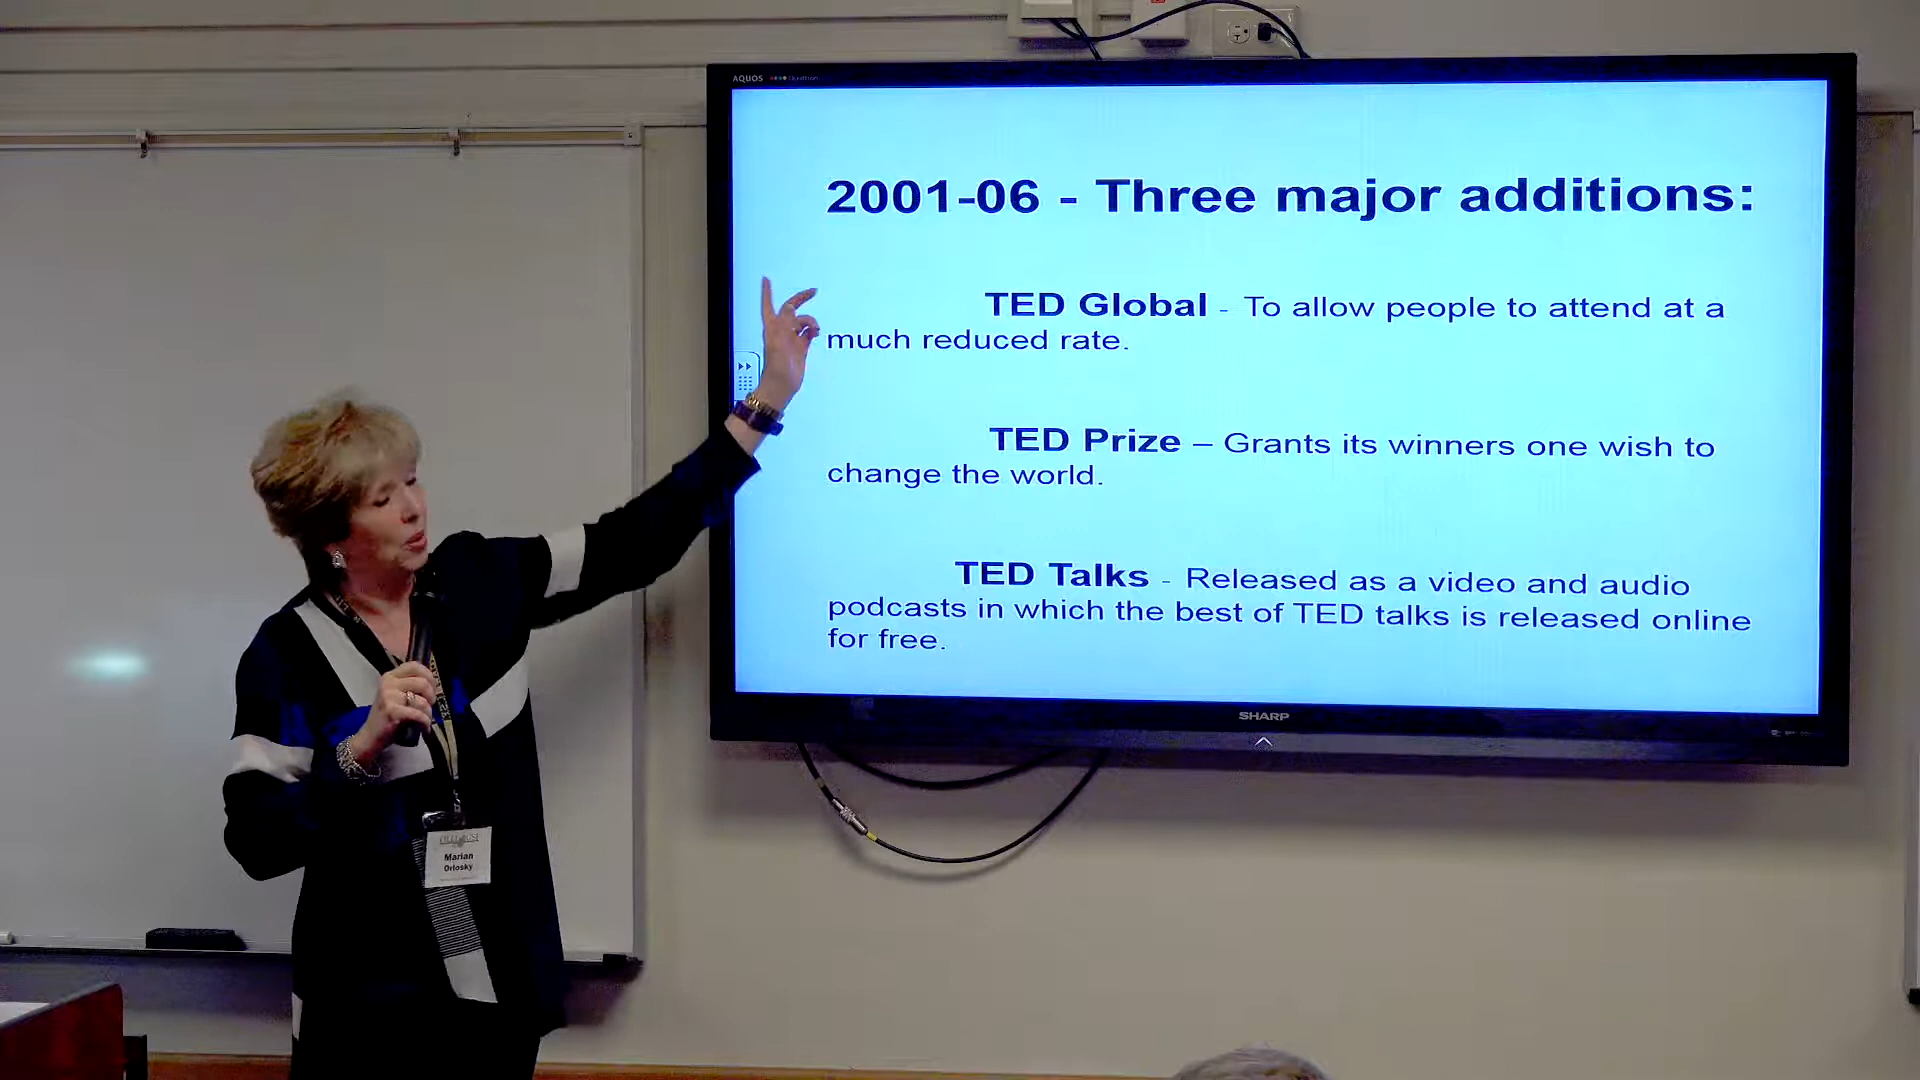 AQUOS
2001-06 - Three major additions:
TED Global - To allow people to attend at a
much reduced rate.
TED Prize – Grants its winners one wish to
change the world.
TED Talks - Released as a video and audio
podcasts in which the best of TED talks is released online
for free.
SHARP
Marian
Orlosky